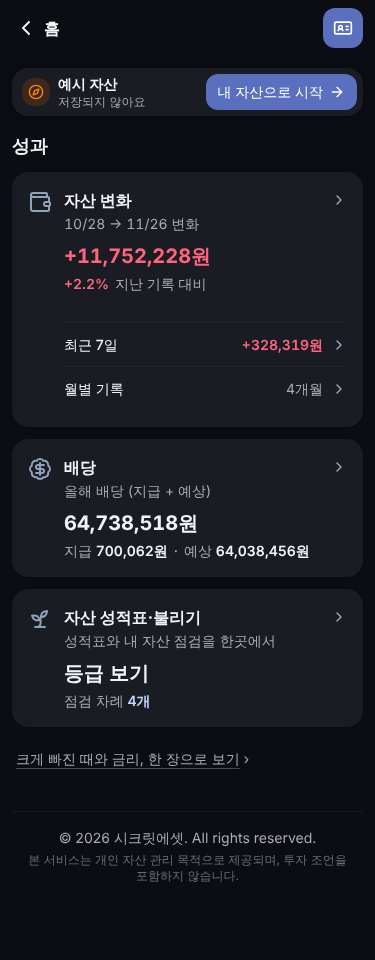 홈
예시 자산
저장되지 않아요
내 자산으로 시작 →
성과
자산 변화
10/28 → 11/26 변화
+11,752,228원
+2.2% 지난 기록 대비
최근 7일 +328,319원
월별 기록 4개월
배당
올해 배당 (지급 + 예상)
64,738,518원
지급 700,062원 · 예상 64,038,456원
자산 성적표·불리기
성적표와 내 자산 점검을 한곳에서
등급 보기
점검 차례 4개
크게 빠진 때와 금리, 한 장으로 보기 ›
© 2026 시크릿에셋. All rights reserved.
본 서비스는 개인 자산 관리 목적으로 제공되며, 투자 조언을
포함하지 않습니다.